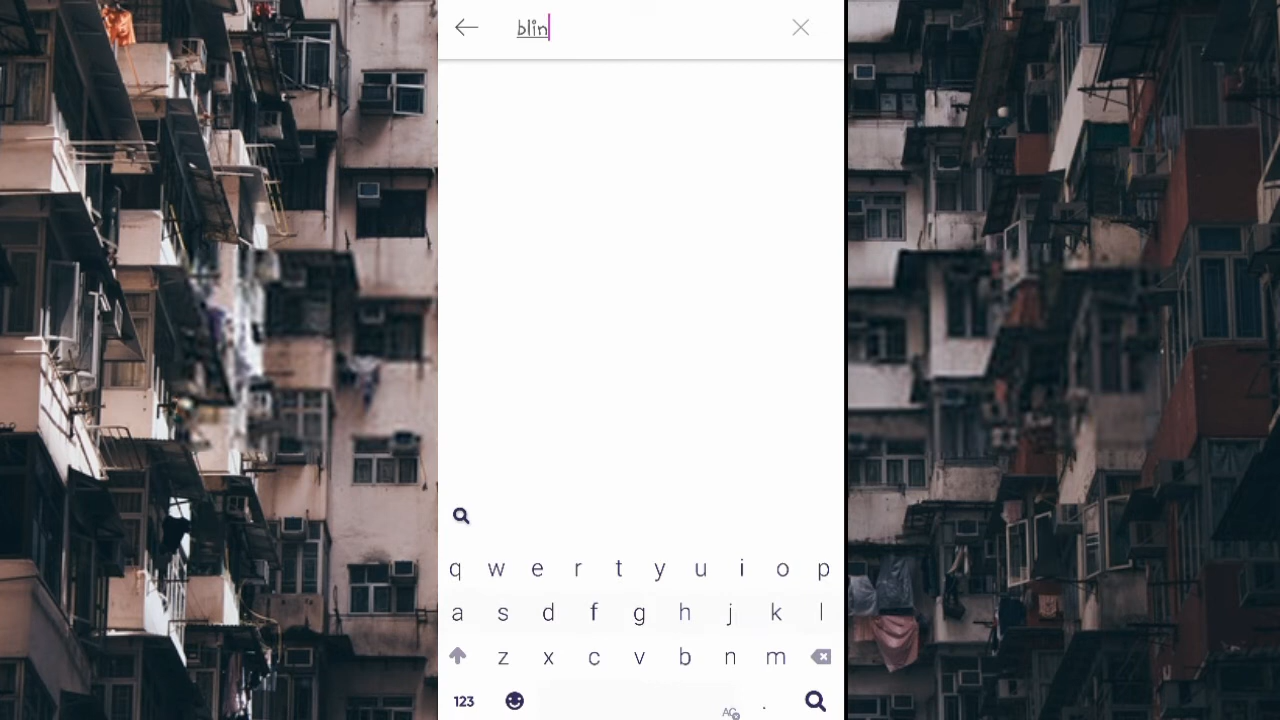 blin
q w e r t y u i o p
a s d f g h j k l
z x c v b n m
123 .